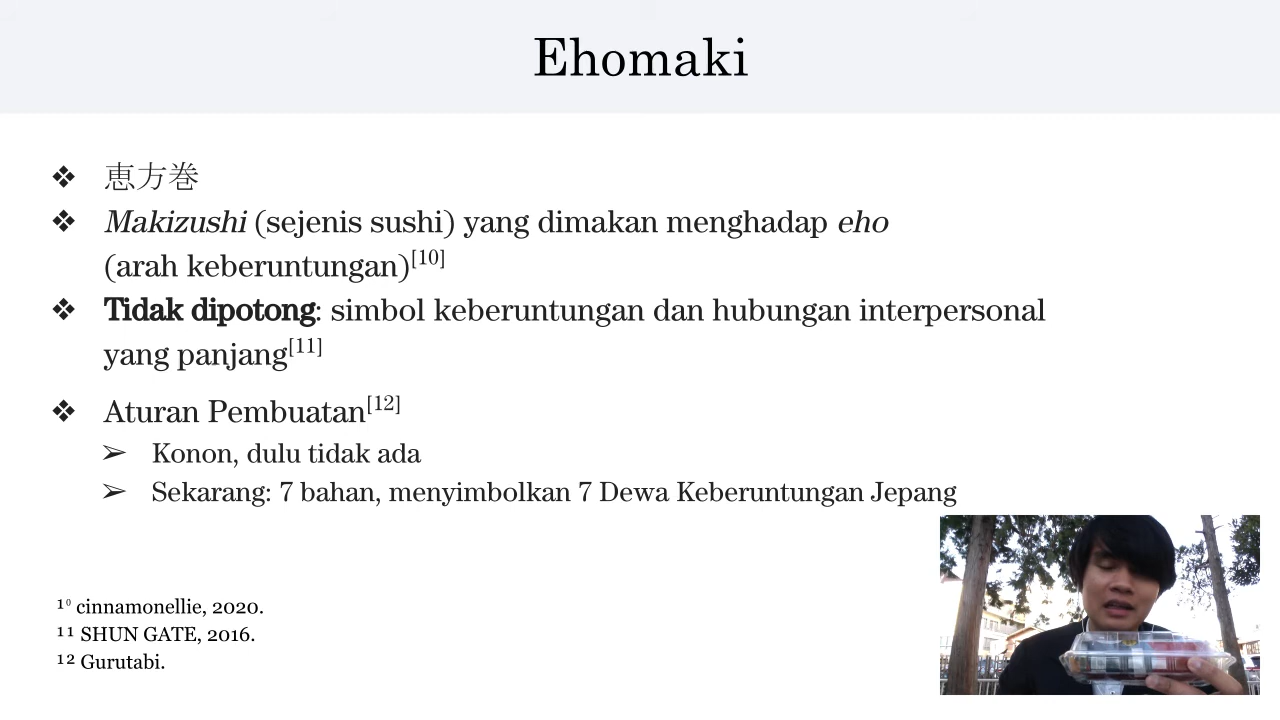 Ehomaki
❖ 恵方巻
❖ Makizushi (sejenis sushi) yang dimakan menghadap eho
(arah keberuntungan)[10]
❖ Tidak dipotong: simbol keberuntungan dan hubungan interpersonal
yang panjang[11]
❖ Aturan Pembuatan[12]
➢ Konon, dulu tidak ada
➢ Sekarang: 7 bahan, menyimbolkan 7 Dewa Keberuntungan Jepang
¹⁰ cinnamonellie, 2020.
¹¹ SHUN GATE, 2016.
¹² Gurutabi.